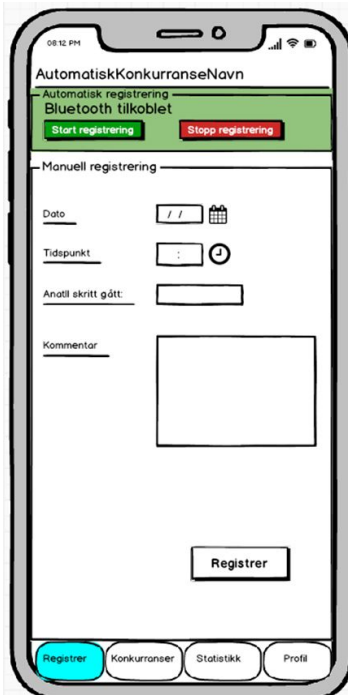 08:12 PM
AutomatiskKonkurranseNavn
Automatisk registrering
Bluetooth tilkoblet
Start registrering Stopp registrering
Manuell registrering
Dato / /
Tidspunkt :
Anatll skritt gått:
Kommentar
Registrer
Registrer Konkurranser Statistikk Profil